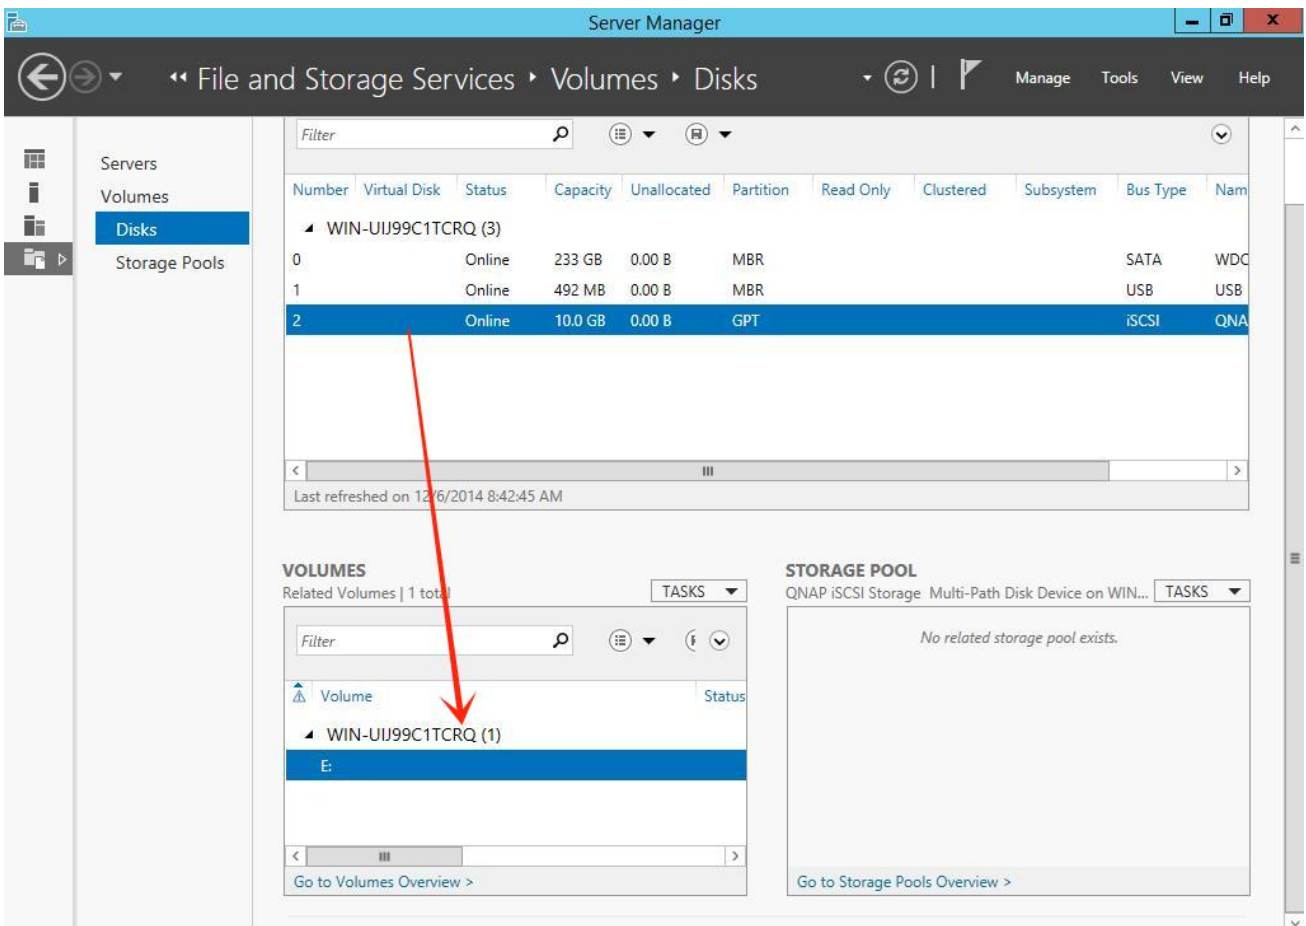 Server Manager
File and Storage Services • Volumes • Disks
Manage Tools View Help
Servers
Volumes
Disks
Storage Pools
Filter
Number Virtual Disk Status Capacity Unallocated Partition Read Only Clustered Subsystem Bus Type Nam
WIN-UIJ99C1TCRQ (3)
0 Online 233 GB 0.00 B MBR SATA WDC
1 Online 492 MB 0.00 B MBR USB USB
2 Online 10.0 GB 0.00 B GPT iSCSI QNA
Last refreshed on 12/6/2014 8:42:45 AM
VOLUMES
Related Volumes | 1 total
TASKS
Filter
Volume Status
WIN-UIJ99C1TCRQ (1)
E:
Go to Volumes Overview >
STORAGE POOL
QNAP iSCSI Storage Multi-Path Disk Device on WIN... TASKS
No related storage pool exists.
Go to Storage Pools Overview >